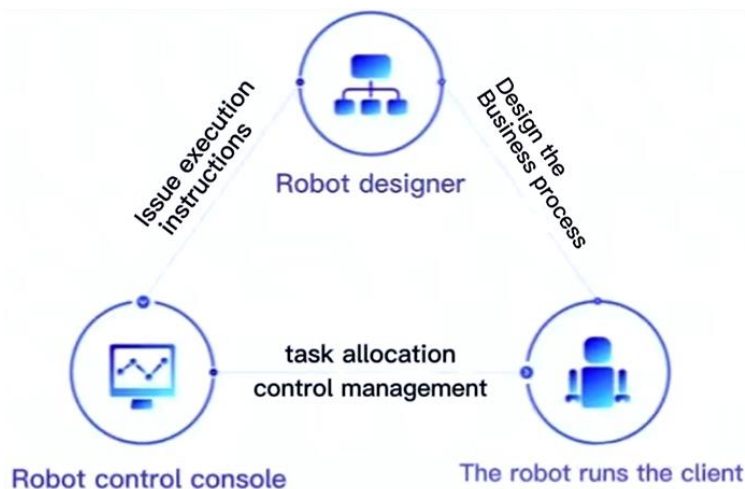 Issue execution
instructions
Design the
Business process
Robot designer
task allocation
control management
Robot control console
The robot runs the client